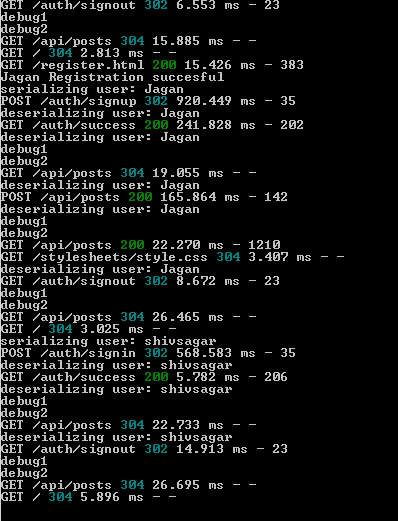 GET /auth/signout 302 6.553 ms - 23
debug1
debug2
GET /api/posts 304 15.885 ms - -
GET / 304 2.813 ms - -
GET /register.html 200 15.426 ms - 383
Jagan Registration succesful
serializing user: Jagan
POST /auth/signup 302 920.449 ms - 35
deserializing user: Jagan
GET /auth/success 200 241.828 ms - 202
deserializing user: Jagan
debug1
debug2
GET /api/posts 304 19.055 ms - -
deserializing user: Jagan
POST /api/posts 200 165.864 ms - 142
deserializing user: Jagan
debug1
debug2
GET /api/posts 200 22.270 ms - 1210
GET /stylesheets/style.css 304 3.407 ms - -
deserializing user: Jagan
GET /auth/signout 302 8.672 ms - 23
debug1
debug2
GET /api/posts 304 26.465 ms - -
GET / 304 3.025 ms - -
serializing user: shivsagar
POST /auth/signin 302 568.583 ms - 35
deserializing user: shivsagar
GET /auth/success 200 5.782 ms - 206
deserializing user: shivsagar
debug1
debug2
GET /api/posts 304 22.733 ms - -
deserializing user: shivsagar
GET /auth/signout 302 14.913 ms - 23
debug1
debug2
GET /api/posts 304 26.695 ms - -
GET / 304 5.896 ms - -